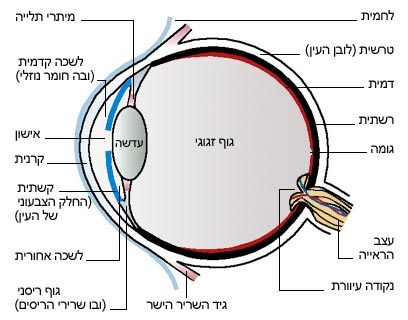 לחמית
טרשית (לובן העין)
דמית
רשתית
גומה
עצב
הראייה
נקודה עיוורת
מיתרי תלייה
לשכה קדמית
(ובה חומר נוזלי)
אישון
קרנית
קשתית
(החלק הצבעוני
של העין)
לשכה אחורית
גוף ריסני
(ובו שרירי הריסים)
גיד השריר הישר
עדשה
גוף זגוגי